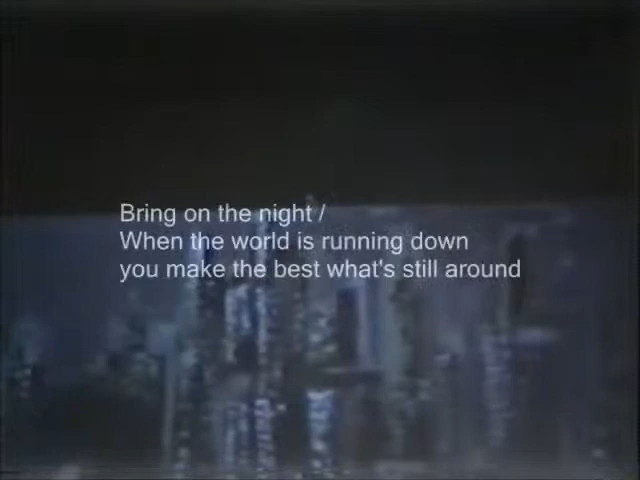 Bring on the night /
When the world is running down
you make the best what's still around